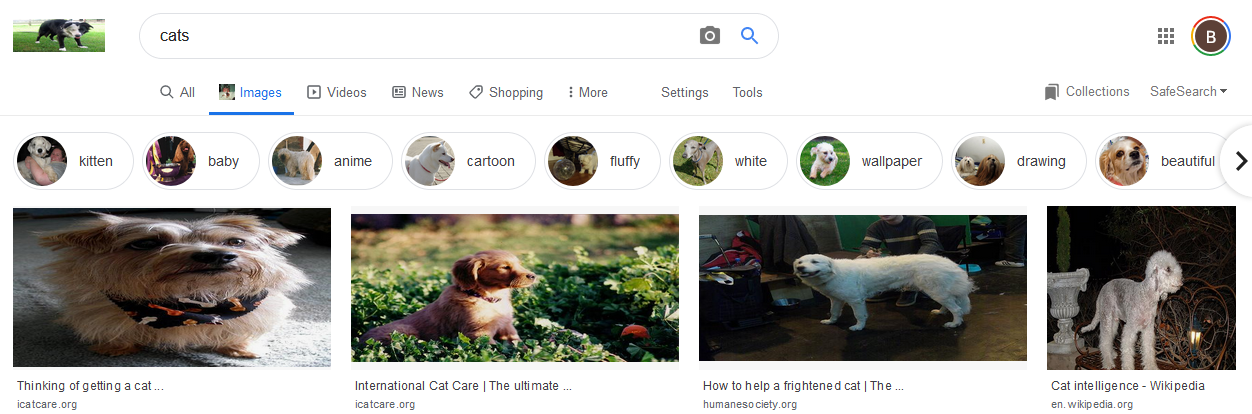 cats
B
All Images Videos News Shopping More Settings Tools Collections SafeSearch
kitten baby anime cartoon fluffy white wallpaper drawing beautiful
Thinking of getting a cat ... International Cat Care | The ultimate ... How to help a frightened cat | The ... Cat intelligence - Wikipedia
icatcare.org icatcare.org humanesociety.org en.wikipedia.org